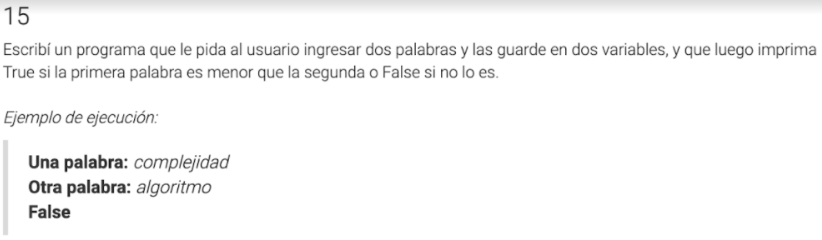 15
Escribí un programa que le pida al usuario ingresar dos palabras y las guarde en dos variables, y que luego imprima
True si la primera palabra es menor que la segunda o False si no lo es.
Ejemplo de ejecución:
Una palabra: complejidad
Otra palabra: algoritmo
False